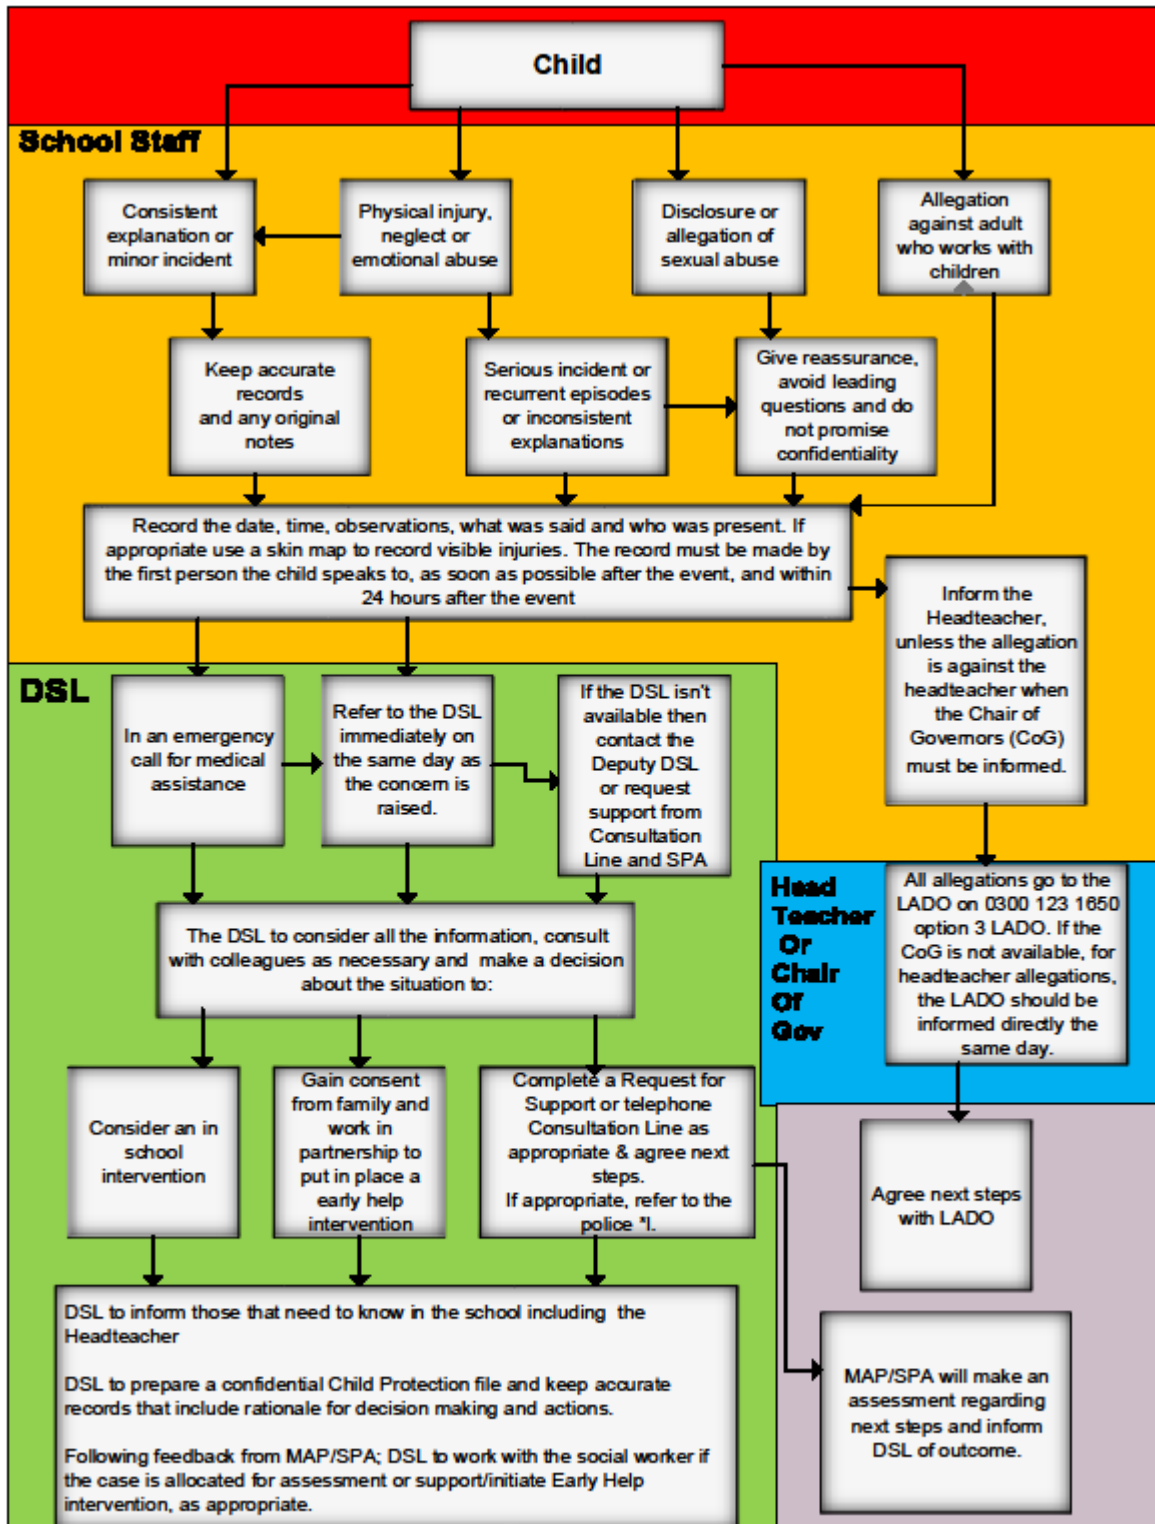 Child
School Staff
Consistent
explanation or
minor incident
Physical injury,
neglect or
emotional abuse
Disclosure or
allegation of
sexual abuse
Allegation
against adult
who works with
children
Keep accurate
records
and any original
notes
Serious incident or
recurrent episodes
or inconsistent
explanations
Give reassurance,
avoid leading
questions and do
not promise
confidentiality
Record the date, time, observations, what was said and who was present. If
appropriate use a skin map to record visible injuries. The record must be made by
the first person the child speaks to, as soon as possible after the event, and within
24 hours after the event
Inform the
Headteacher,
unless the allegation
is against the
headteacher when
the Chair of
Governors (CoG)
must be informed.
DSL
In an emergency
call for medical
assistance
Refer to the DSL
immediately on
the same day as
the concern is
raised.
If the DSL isn't
available then
contact the
Deputy DSL
or request
support from
Consultation
Line and SPA
Head
Teacher
Or
Chair
Of
Gov
All allegations go to the
LADO on 0300 123 1650
option 3 LADO. If the
CoG is not available, for
headteacher allegations,
the LADO should be
informed directly the
same day.
The DSL to consider all the information, consult
with colleagues as necessary and make a decision
about the situation to:
Consider an in
school
intervention
Gain consent
from family and
work in
partnership to
put in place a
early help
intervention
Complete a Request for
Support or telephone
Consultation Line as
appropriate & agree next
steps.
If appropriate, refer to the
police *I.
Agree next steps
with LADO
DSL to inform those that need to know in the school including the
Headteacher
DSL to prepare a confidential Child Protection file and keep accurate
records that include rationale for decision making and actions.
Following feedback from MAP/SPA; DSL to work with the social worker if
the case is allocated for assessment or support/initiate Early Help
intervention, as appropriate.
MAP/SPA will make an
assessment regarding
next steps and inform
DSL of outcome.